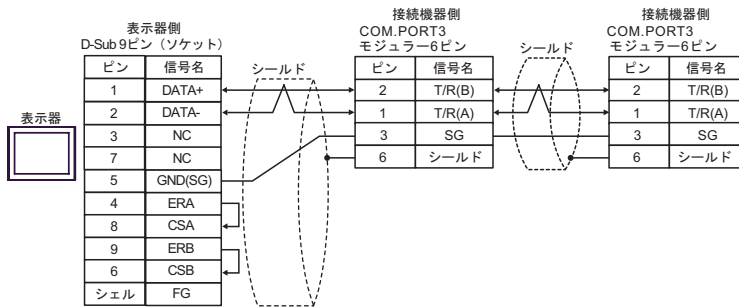 表示器
表示器側
D-Sub 9ピン（ソケット）
ピン 信号名
1 DATA+
2 DATA-
3 NC
7 NC
5 GND(SG)
4 ERA
8 CSA
9 ERB
6 CSB
シェル FG
シールド
接続機器側
COM.PORT3
モジュラー6ピン
ピン 信号名
2 T/R(B)
1 T/R(A)
3 SG
6 シールド
シールド
接続機器側
COM.PORT3
モジュラー6ピン
ピン 信号名
2 T/R(B)
1 T/R(A)
3 SG
6 シールド